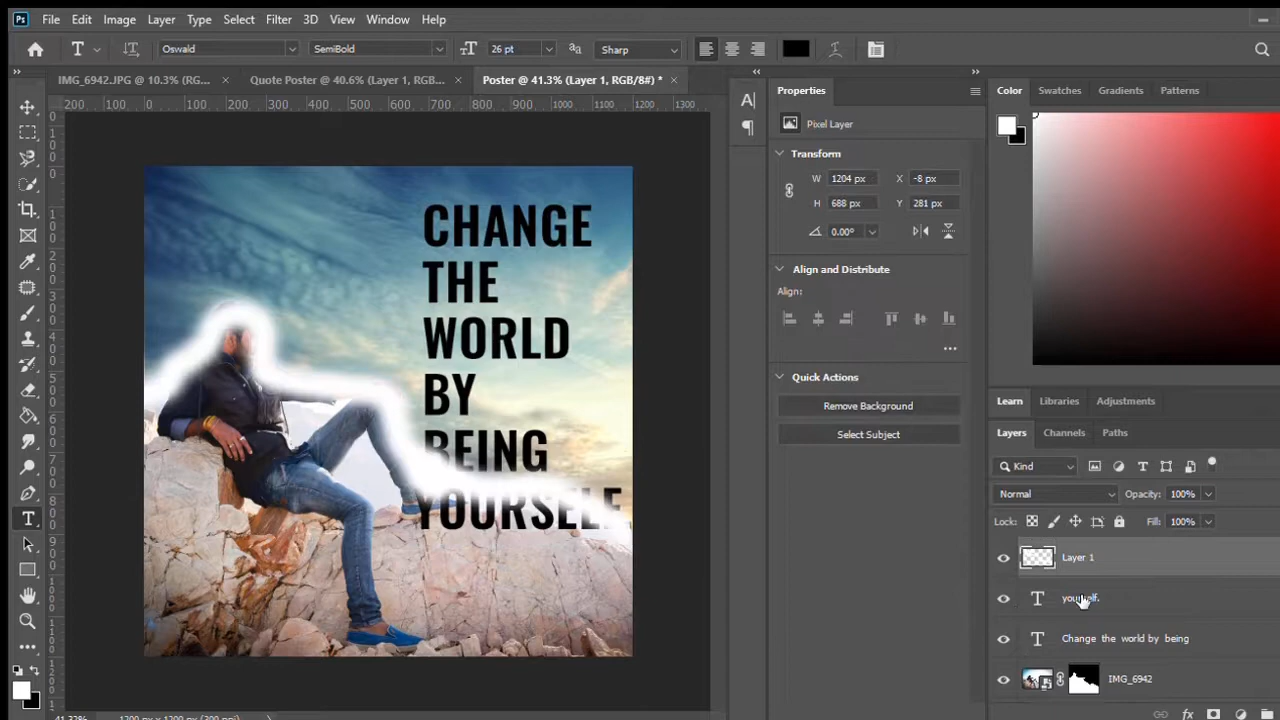 Ps File Edit Image Layer Type Select Filter 3D View Window Help
T Oswald SemiBold 26 pt aa Sharp
IMG_6942.JPG @ 10.3% (RG... × Quote Poster @ 40.6% (Layer 1, RGB... × Poster @ 41.3% (Layer 1, RGB/8#) * ×
200 100 0 100 200 300 400 500 600 700 800 900 1000 1100 1200 1300
CHANGE
THE
WORLD
BY
BEING
YOURSELF.
Properties
Pixel Layer
Transform
W 1204 px X -8 px
H 688 px Y 281 px
0.00°
Align and Distribute
Align:
Quick Actions
Remove Background
Select Subject
Color Swatches Gradients Patterns
Learn Libraries Adjustments
Layers Channels Paths
Kind
Normal Opacity: 100%
Lock: Fill: 100%
Layer 1
T yourself.
T Change the world by being
IMG_6942
fx
41.32% 1200 px x 1200 px (300 ppi)